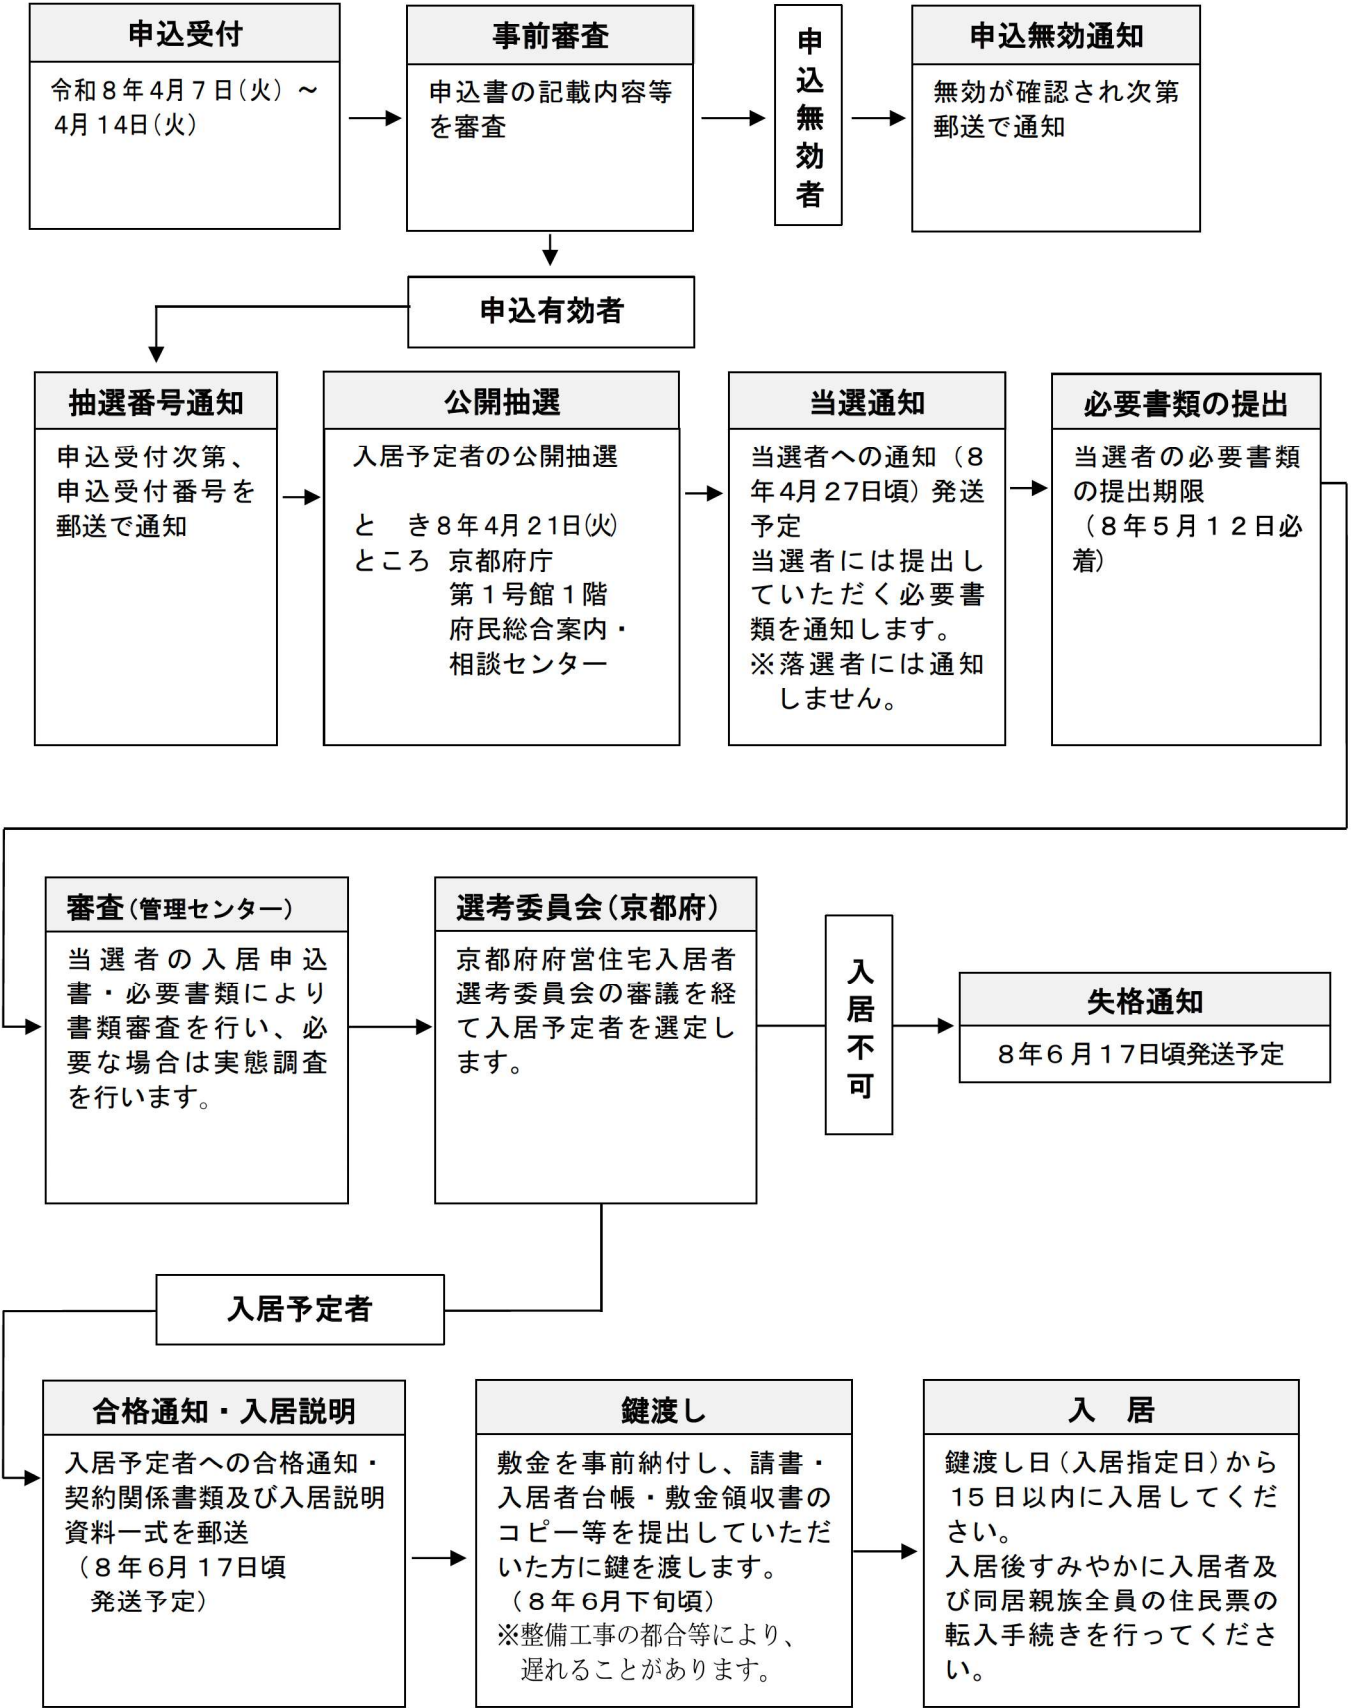 申込受付
令和８年４月７日（火）～
４月１４日（火）
事前審査
申込書の記載内容等
を審査
申込無効者
申込無効通知
無効が確認され次第
郵送で通知
申込有効者
抽選番号通知
申込受付次第、
申込受付番号を
郵送で通知
公開抽選
入居予定者の公開抽選
と　き８年４月２１日(火)
ところ　京都府庁
第１号館１階
府民総合案内・
相談センター
当選通知
当選者への通知（８
年４月２７日頃）発送
予定
当選者には提出し
ていただく必要書
類を通知します。
※落選者には通知
しません。
必要書類の提出
当選者の必要書類
の提出期限
（８年５月１２日必
着）
審査（管理センター）
当選者の入居申込
書・必要書類により
書類審査を行い、必
要な場合は実態調査
を行います。
選考委員会（京都府）
京都府府営住宅入居者
選考委員会の審議を経
て入居予定者を選定し
ます。
入居不可
失格通知
８年６月１７日頃発送予定
入居予定者
合格通知・入居説明
入居予定者への合格通知・
契約関係書類及び入居説明
資料一式を郵送
（８年６月１７日頃
発送予定）
鍵渡し
敷金を事前納付し、請書・
入居者台帳・敷金領収書の
コピー等を提出していただ
いた方に鍵を渡します。
（８年６月下旬頃）
※整備工事の都合等により、
遅れることがあります。
入　居
鍵渡し日（入居指定日）から
15日以内に入居してくだ
さい。
入居後すみやかに入居者及
び同居親族全員の住民票の
転入手続きを行ってくださ
い。